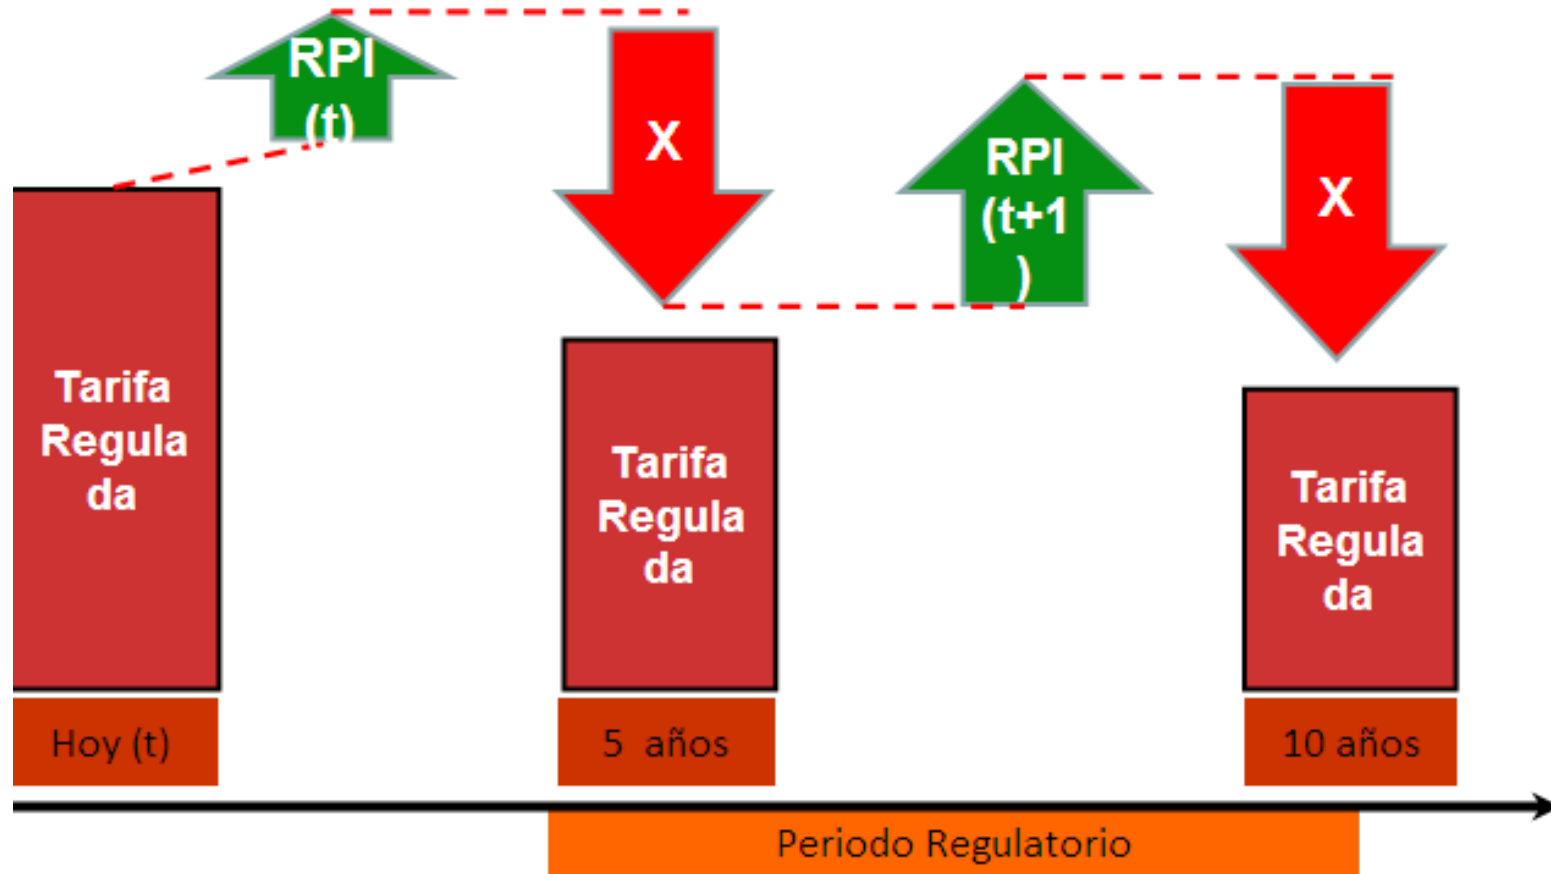 RPI
(t)
X
RPI
(t+1
)
X
Tarifa
Regula
da
Tarifa
Regula
da
Tarifa
Regula
da
Hoy (t)
5 años
10 años
Periodo Regulatorio